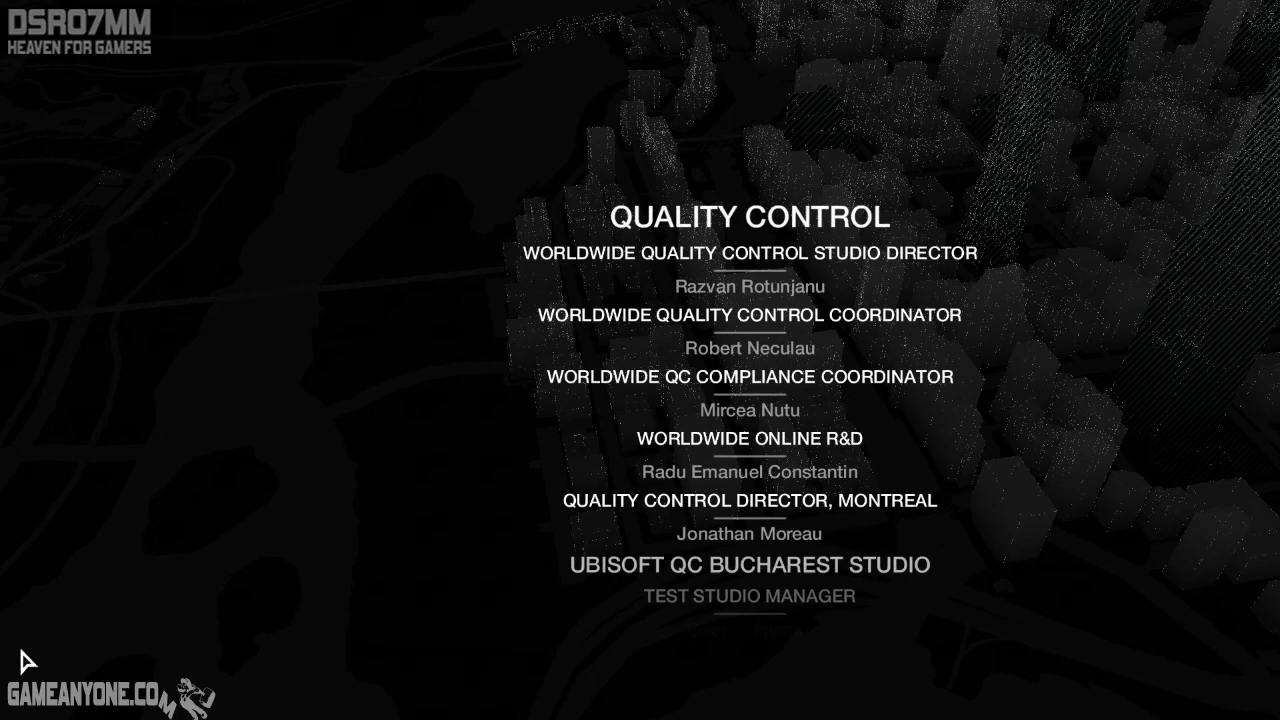 DSRO7MM
HEAVEN FOR GAMERS
QUALITY CONTROL
WORLDWIDE QUALITY CONTROL STUDIO DIRECTOR
Razvan Rotunjanu
WORLDWIDE QUALITY CONTROL COORDINATOR
Robert Neculau
WORLDWIDE QC COMPLIANCE COORDINATOR
Mircea Nutu
WORLDWIDE ONLINE R&D
Radu Emanuel Constantin
QUALITY CONTROL DIRECTOR, MONTREAL
Jonathan Moreau
UBISOFT QC BUCHAREST STUDIO
TEST STUDIO MANAGER
GAMEANYONE.COM